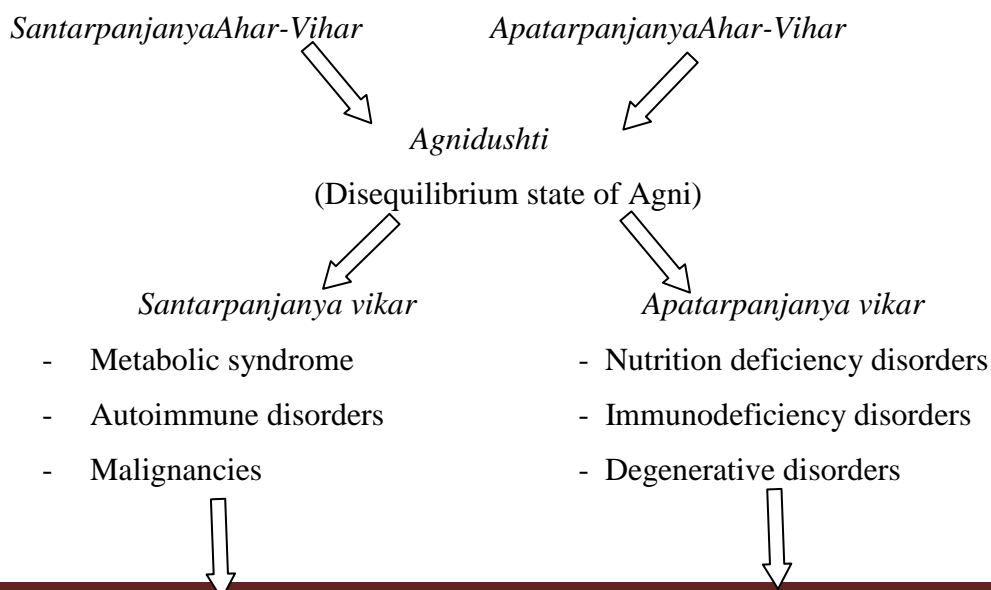 SantarpanjanyaAhar-Vihar ApatarpanjanyaAhar-Vihar
Agnidushti
(Disequilibrium state of Agni)
Santarpanjanya vikar Apatarpanjanya vikar
- Metabolic syndrome - Nutrition deficiency disorders
- Autoimmune disorders - Immunodeficiency disorders
- Malignancies - Degenerative disorders